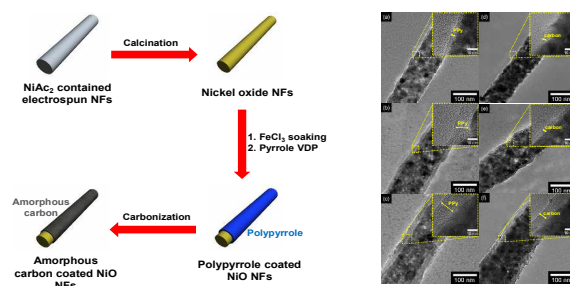 Calcination
NiAc2 contained
electrospun NFs
Nickel oxide NFs
1. FeCl3 soaking
2. Pyrrole VDP
Amorphous
carbon
Carbonization
Polypyrrole
Amorphous
carbon coated NiO
NFs
Polypyrrole coated
NiO NFs
(a)
PPy
100 nm
(d)
carbon
100 nm
(b)
PPy
100 nm
(e)
carbon
100 nm
(c)
PPy
100 nm
(f)
carbon
100 nm